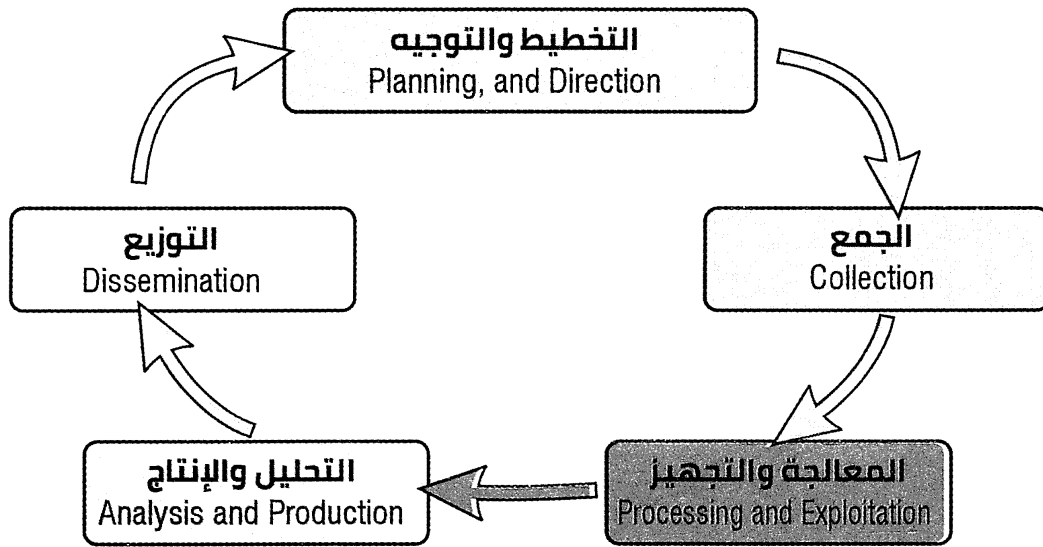 التخطيط والتوجيه
Planning, and Direction
الجمع
Collection
المعالجة والتجهيز
Processing and Exploitation
التحليل والإنتاج
Analysis and Production
التوزيع
Dissemination